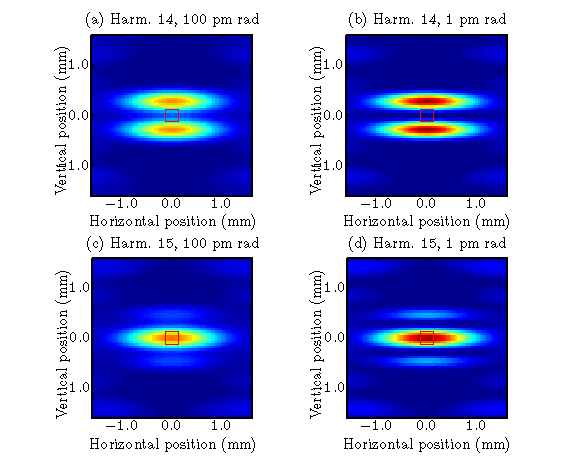 (a) Harm. 14, 100 pm rad
(b) Harm. 14, 1 pm rad
Vertical position (mm)
1.0
0.0
1.0
−1.0 0.0 1.0
Horizontal position (mm)
Vertical position (mm)
1.0
0.0
1.0
−1.0 0.0 1.0
Horizontal position (mm)
(c) Harm. 15, 100 pm rad
(d) Harm. 15, 1 pm rad
Vertical position (mm)
1.0
0.0
1.0
−1.0 0.0 1.0
Horizontal position (mm)
Vertical position (mm)
1.0
0.0
1.0
−1.0 0.0 1.0
Horizontal position (mm)